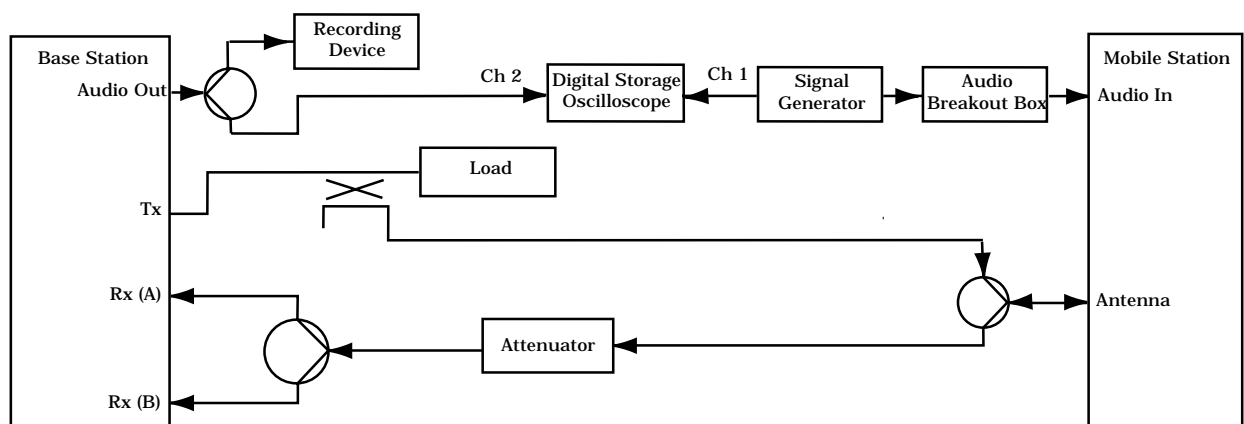 Recording
Device
Base Station
Audio Out
Ch 2
Digital Storage
Oscilloscope
Ch 1
Signal
Generator
Audio
Breakout Box
Mobile Station
Audio In
Load
Tx
Rx (A)
Antenna
Attenuator
Rx (B)